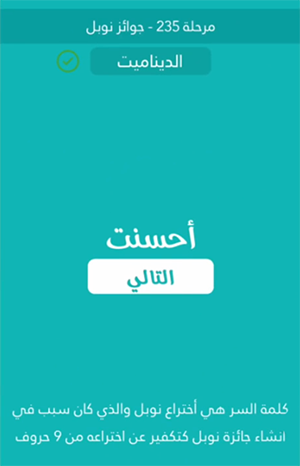 مرحلة 235 - جوائز نوبل
الديناميت
أحسنت
التالي
كلمة السر هي أختراع نوبل والذي كان سبب في
انشاء جائزة نوبل كتكفير عن اختراعه من 9 حروف